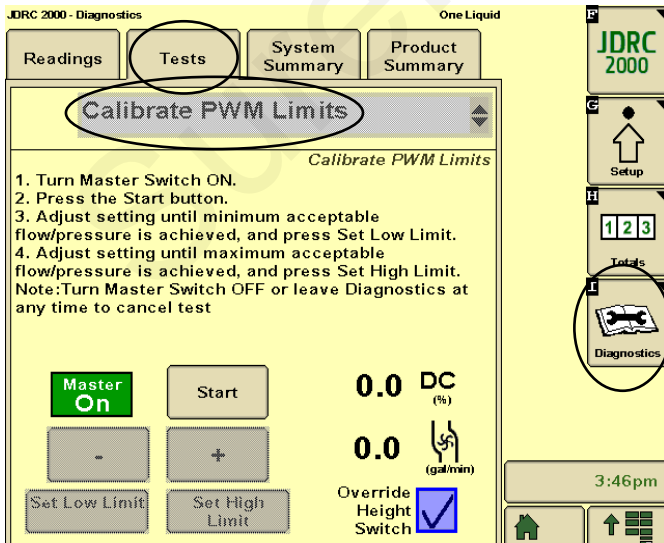 JDRC 2000 - Diagnostics
One Liquid
Readings
Tests
System
Summary
Product
Summary
Calibrate PWM Limits
Calibrate PWM Limits
1. Turn Master Switch ON.
2. Press the Start button.
3. Adjust setting until minimum acceptable
flow/pressure is achieved, and press Set Low Limit.
4. Adjust setting until maximum acceptable
flow/pressure is achieved, and press Set High Limit.
Note:Turn Master Switch OFF or leave Diagnostics at
any time to cancel test
Master
On
Start
0.0 DC
(%)
-
+
0.0
(gal/min)
Set Low Limit
Set High
Limit
Override
Height
Switch
F
JDRC
2000
G
Setup
H
1 2 3
Totals
I
Diagnostics
3:46pm